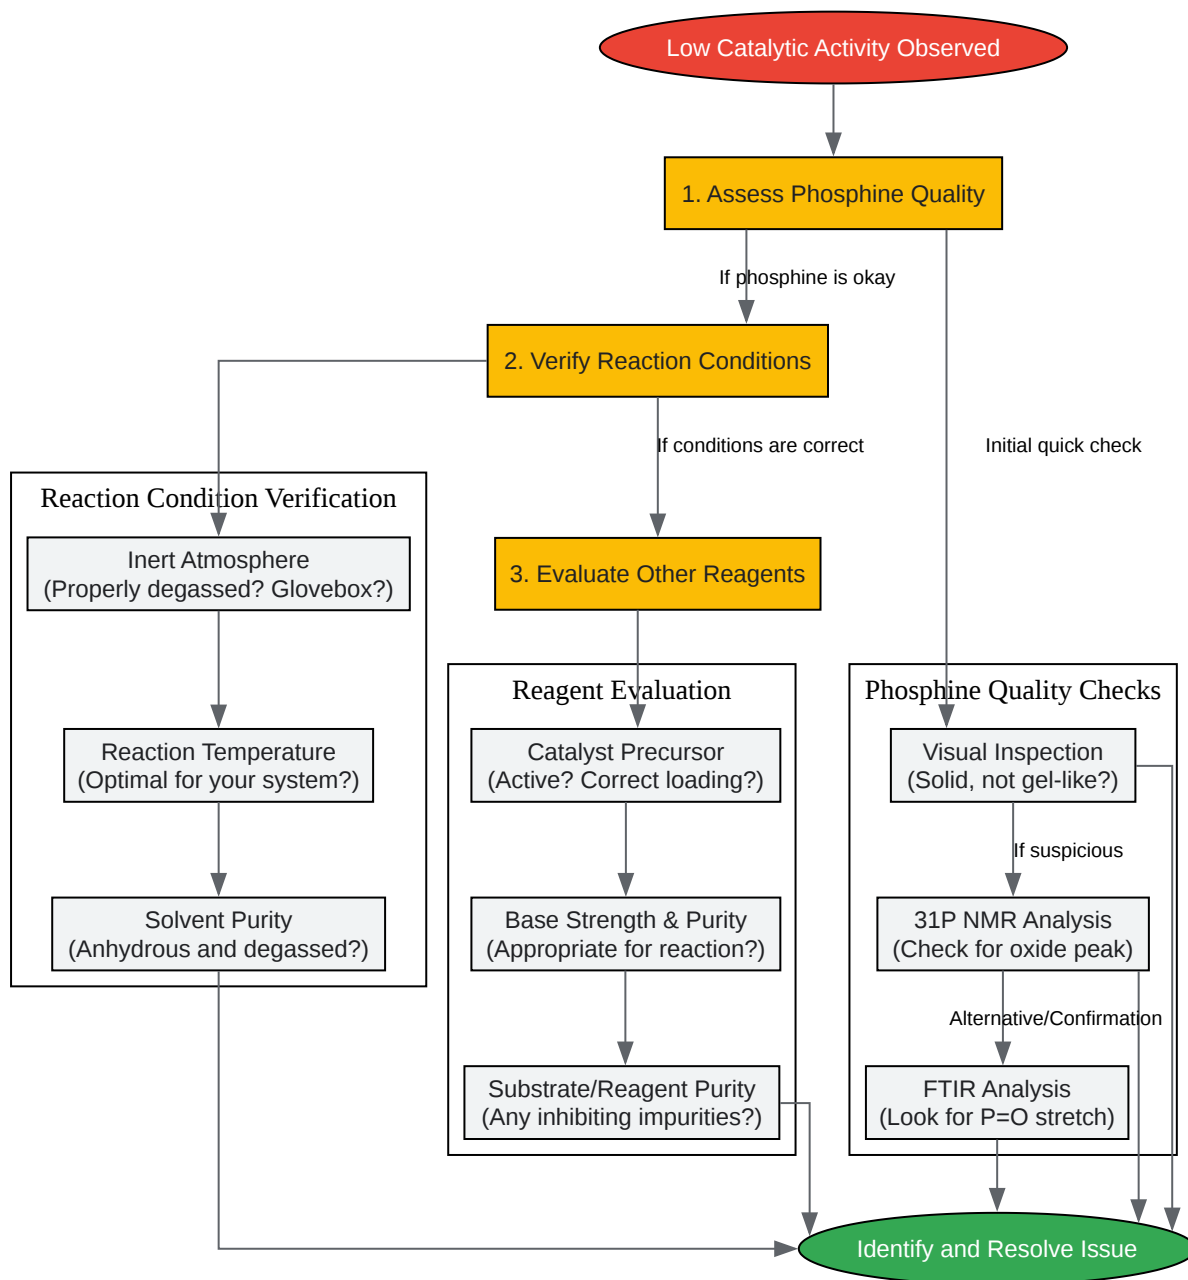 Low Catalytic Activity Observed
1. Assess Phosphine Quality
If phosphine is okay
2. Verify Reaction Conditions
If conditions are correct
Initial quick check
Reaction Condition Verification
Inert Atmosphere
(Properly degassed? Glovebox?)
3. Evaluate Other Reagents
Reagent Evaluation
Phosphine Quality Checks
Reaction Temperature
(Optimal for your system?)
Catalyst Precursor
(Active? Correct loading?)
Visual Inspection
(Solid, not gel-like?)
If suspicious
Solvent Purity
(Anhydrous and degassed?)
Base Strength & Purity
(Appropriate for reaction?)
31P NMR Analysis
(Check for oxide peak)
Alternative/Confirmation
Substrate/Reagent Purity
(Any inhibiting impurities?)
FTIR Analysis
(Look for P=O stretch)
Identify and Resolve Issue